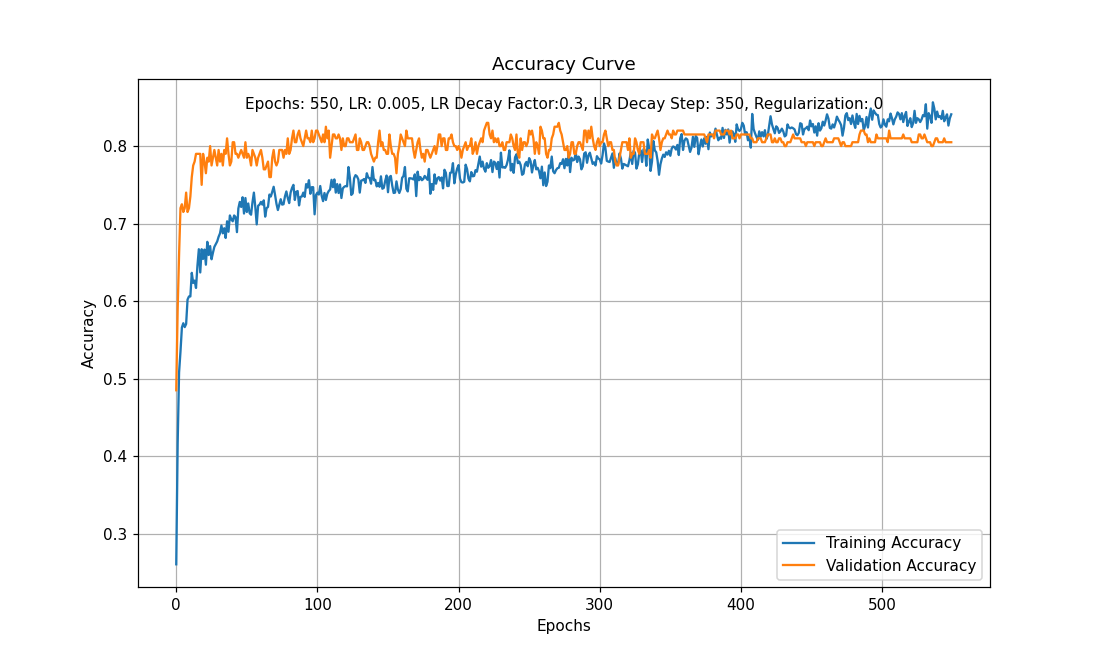 Accuracy Curve
Epochs: 550, LR: 0.005, LR Decay Factor:0.3, LR Decay Step: 350, Regularization: 0
0.8
0.7
0.6
0.5
0.4
0.3
Accuracy
Training Accuracy
Validation Accuracy
0 100 200 300 400 500
Epochs